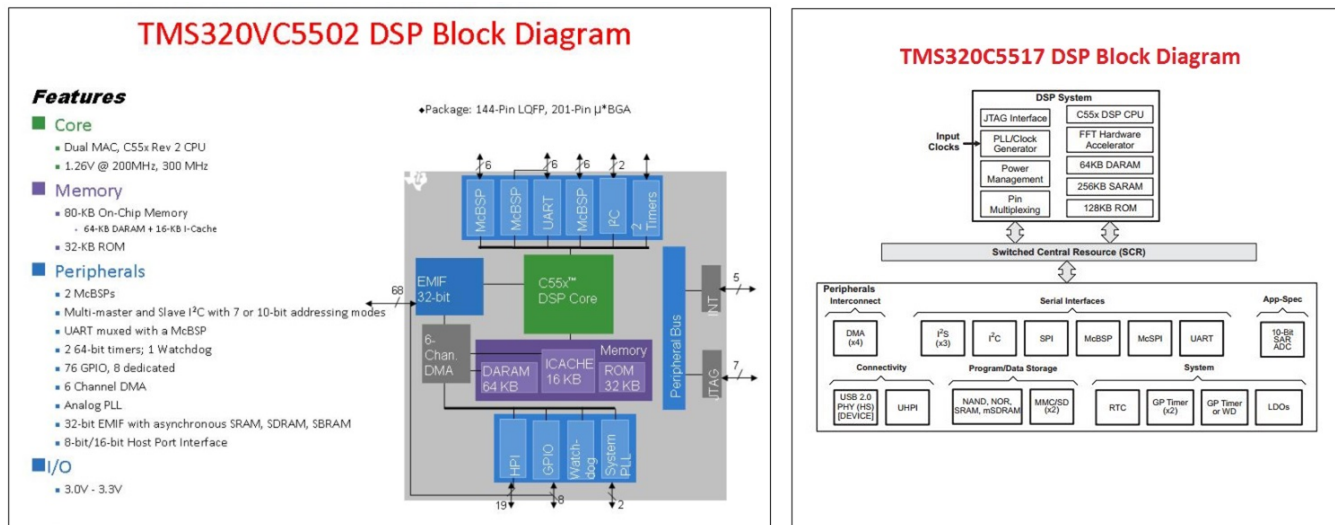 TMS320VC5502 DSP Block Diagram
Features
Core
Dual MAC, C55x Rev 2 CPU
1.26V @ 200MHz, 300 MHz
Memory
80-KB On-Chip Memory
64-KB DARAM + 16-KB I-Cache
32-KB ROM
Peripherals
2 McBSPs
Multi-master and Slave I²C with 7 or 10-bit addressing modes
UART muxed with a McBSP
2 64-bit timers; 1 Watchdog
76 GPIO, 8 dedicated
6 Channel DMA
Analog PLL
32-bit EMIF with asynchronous SRAM, SDRAM, SBRAM
8-bit/16-bit Host Port Interface
I/O
3.0V - 3.3V
Package: 144-Pin LQFP, 201-Pin µ*BGA
6
6
6
2
McBSP
McBSP
UART
McBSP
I²C
2
Timers
EMIF
32-bit
C55x™
DSP Core
68
6-
Chan.
DMA
Memory
DARAM
64 KB
ICACHE
16 KB
ROM
32 KB
Peripheral Bus
INT
5
JTAG
7
HPI
GPIO
Watch-
dog
System
PLL
19
8
2
TMS320C5517 DSP Block Diagram
DSP System
Input
Clocks
JTAG Interface
PLL/Clock
Generator
Power
Management
Pin
Multiplexing
C55x DSP CPU
FFT Hardware
Accelerator
64KB DARAM
256KB SARAM
128KB ROM
Switched Central Resource (SCR)
Peripherals
Interconnect
Serial Interfaces
App-Spec
DMA
(x4)
I²S
(x3)
I²C
SPI
McBSP
McSPI
UART
10-Bit
SAR
ADC
Connectivity
Program/Data Storage
System
USB 2.0
PHY (HS)
[DEVICE]
UHPI
NAND, NOR,
SRAM, mSDRAM
MMC/SD
(x2)
RTC
GP Timer
(x2)
GP Timer
or WD
LDOs